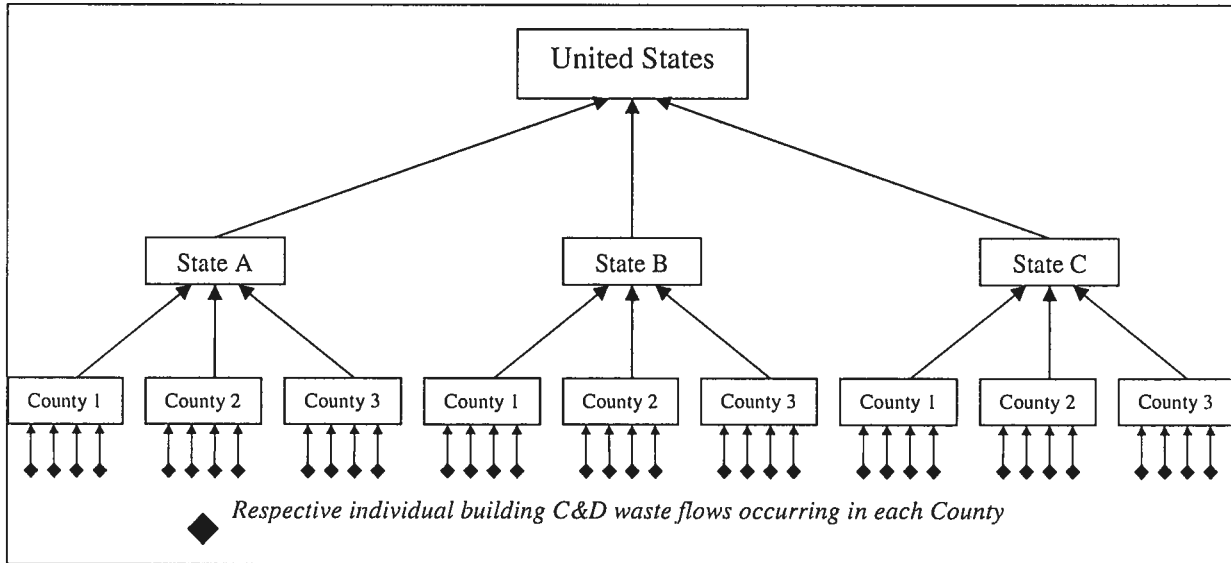 United States
State A
State B
State C
County 1
County 2
County 3
County 1
County 2
County 3
County 1
County 2
County 3
Respective individual building C&D waste flows occurring in each County